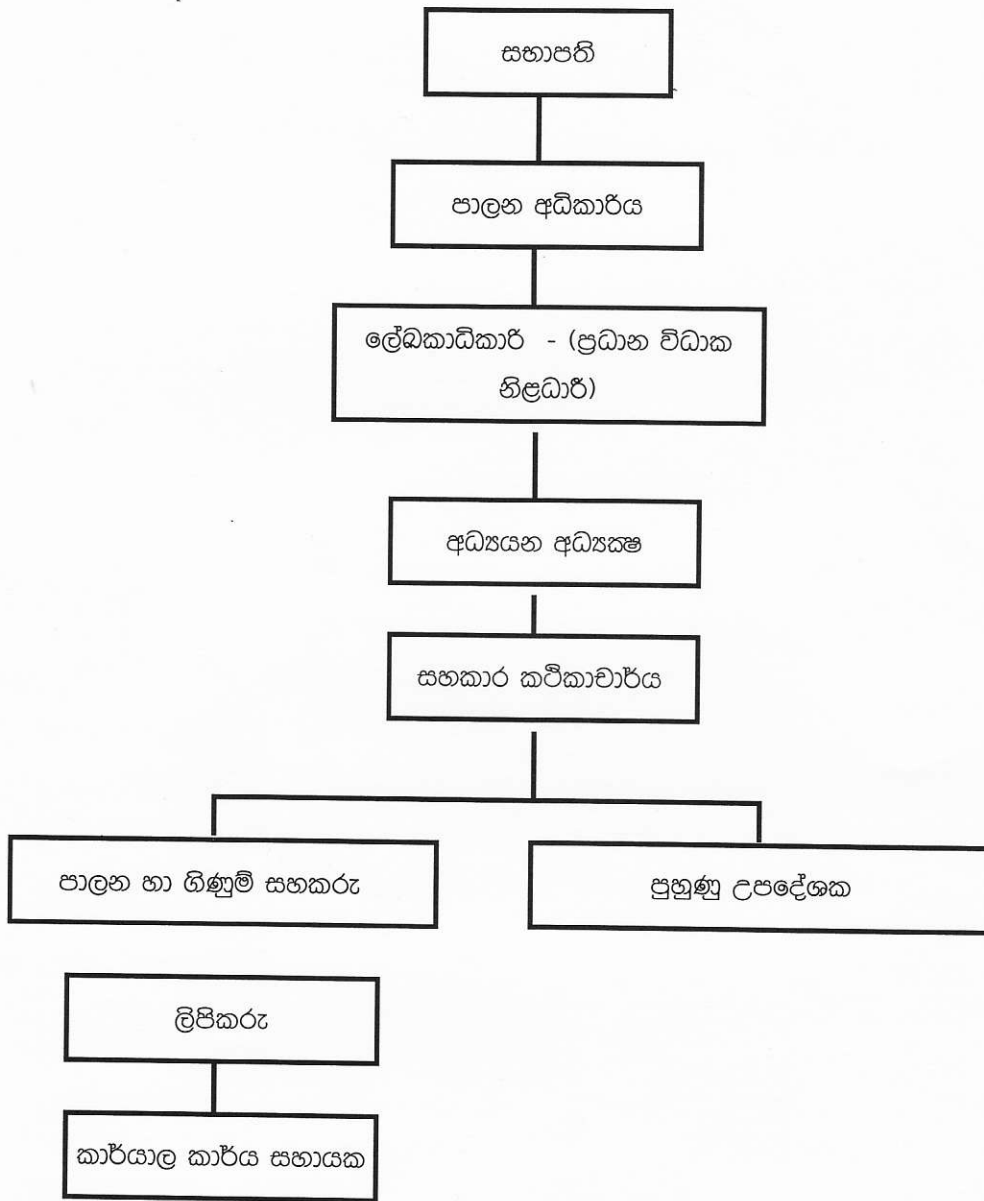 සභාපති
පාලන අධිකාරිය
ලේඛකාධිකාරි - (ප්‍රධාන විධාක
නිළධාරී)
අධ්‍යයන අධ්‍යක්ෂ
සහකාර කථිකාචාර්ය
පාලන හා ගිණුම් සහකරු
පුහුණු උපදේශක
ලිපිකරු
කාර්යාල කාර්ය සහායක